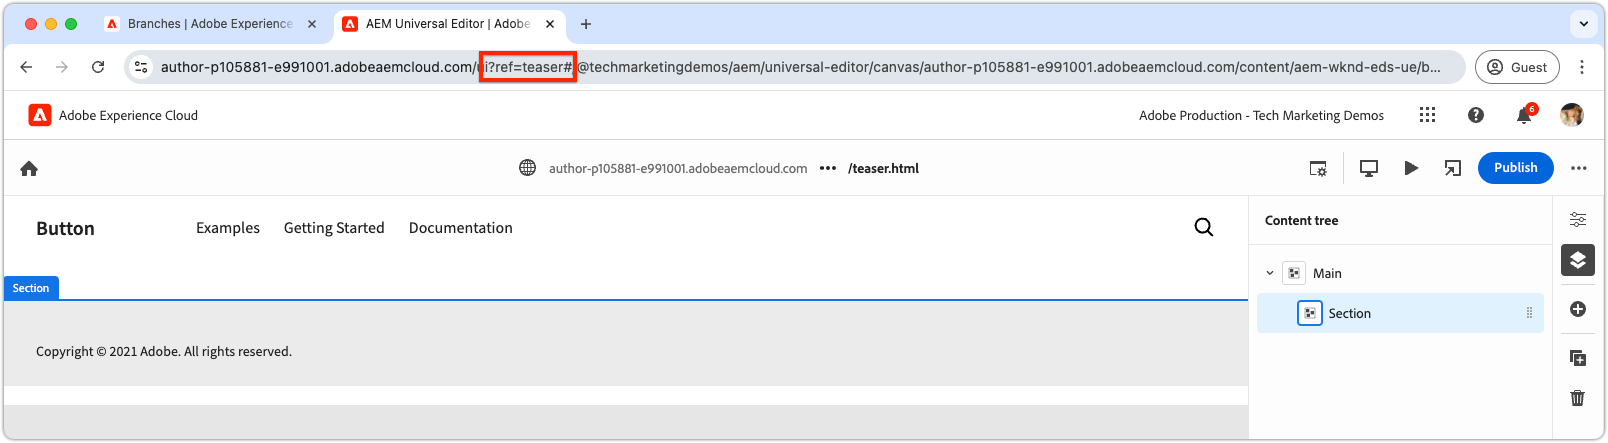 Branches | Adobe Experience
AEM Universal Editor | Adobe
author-p105881-e991001.adobeaemcloud.com/ui?ref=teaser#/@techmarketingdemos/aem/universal-editor/canvas/author-p105881-e991001.adobeaemcloud.com/content/aem-wknd-eds-ue/b...
Guest
Adobe Experience Cloud
Adobe Production - Tech Marketing Demos
6
author-p105881-e991001.adobeaemcloud.com ••• /teaser.html
Publish
Button
Examples
Getting Started
Documentation
Content tree
Main
Section
Section
Copyright © 2021 Adobe. All rights reserved.